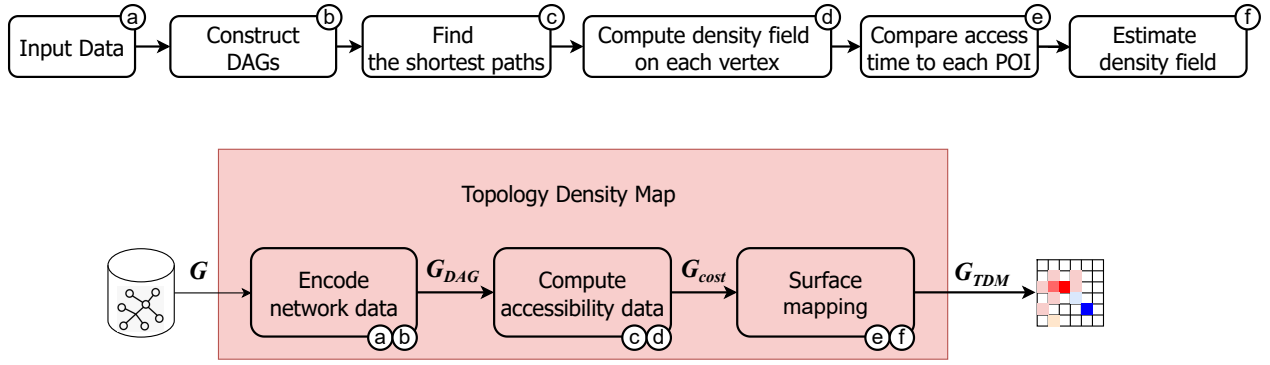 a
Input Data
b
Construct
DAGs
c
Find
the shortest paths
d
Compute density field
on each vertex
e
Compare access
time to each POI
f
Estimate
density field
Topology Density Map
G
Encode
network data
a b
G_DAG
Compute
accessibility data
c d
G_cost
Surface
mapping
e f
G_TDM